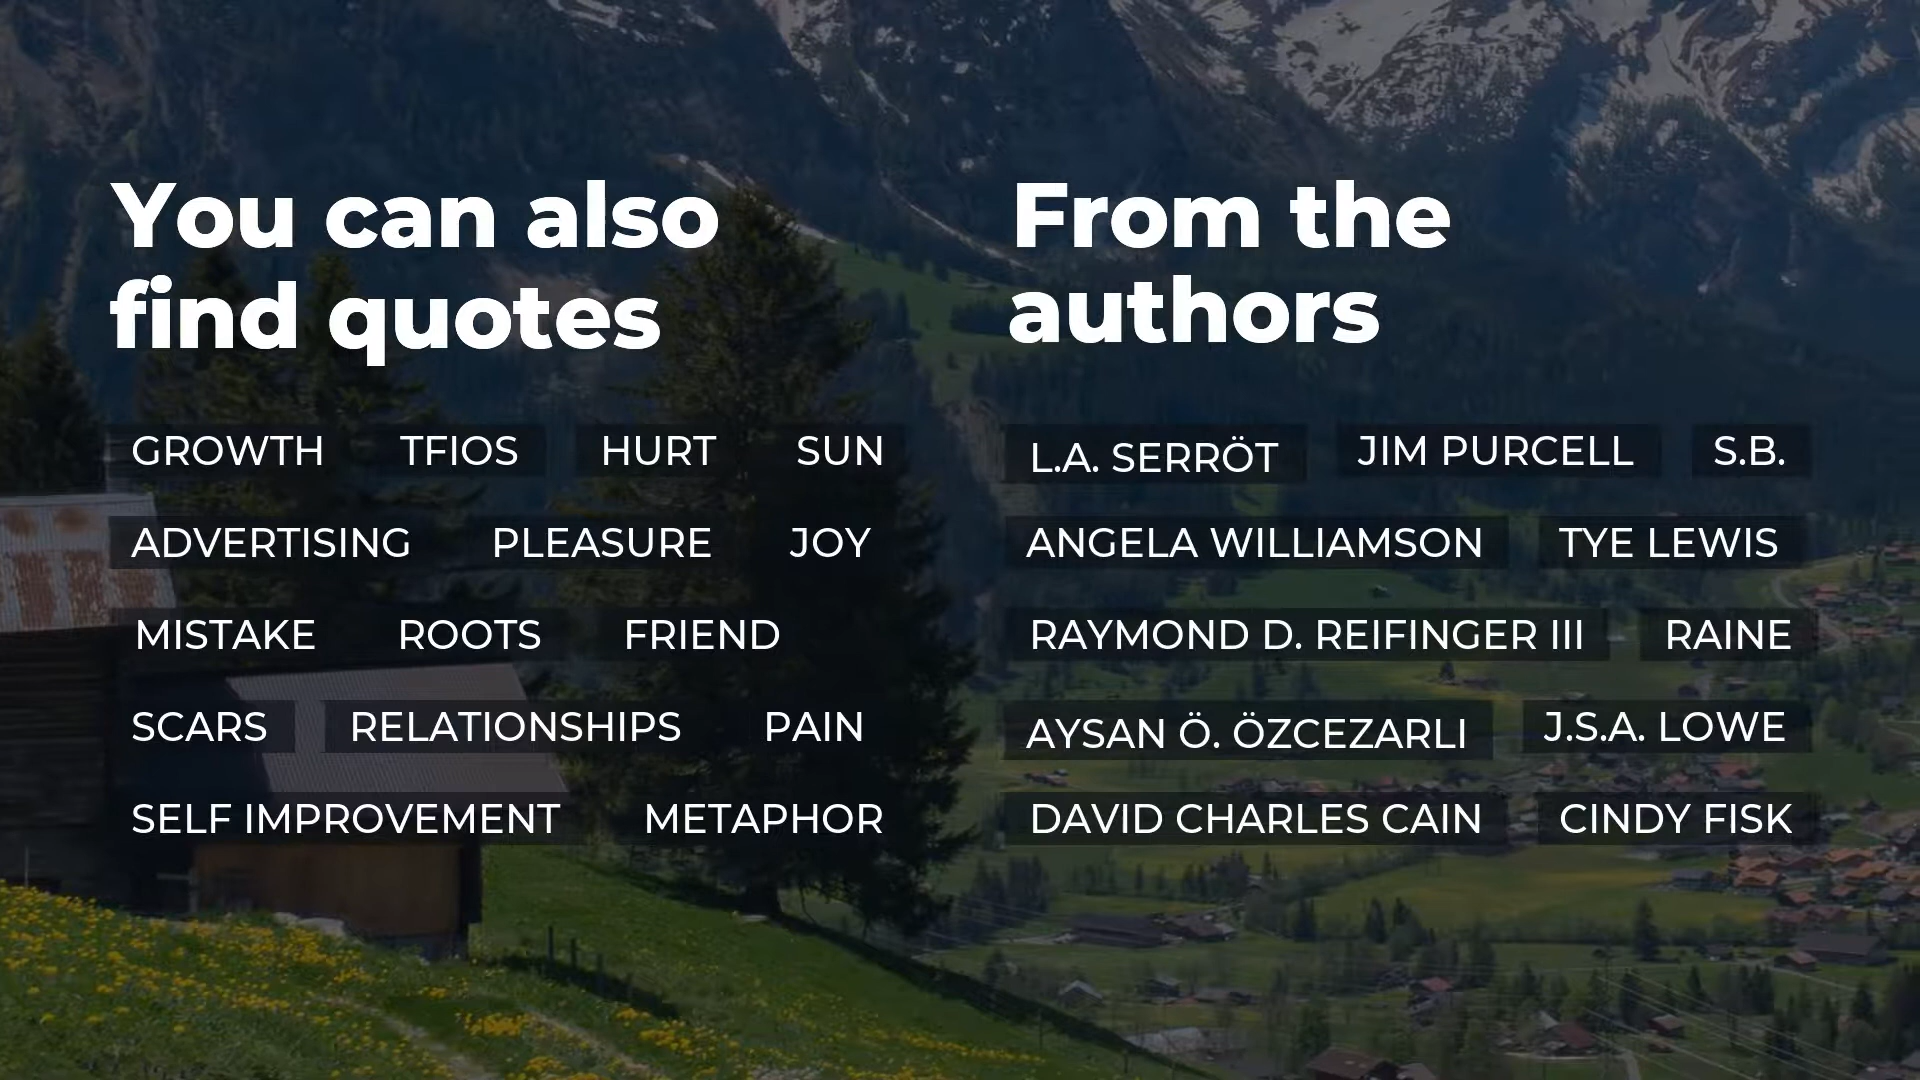 You can also
find quotes
GROWTH TFIOS HURT SUN
ADVERTISING PLEASURE JOY
MISTAKE ROOTS FRIEND
SCARS RELATIONSHIPS PAIN
SELF IMPROVEMENT METAPHOR
From the
authors
L.A. SERRÖT JIM PURCELL S.B.
ANGELA WILLIAMSON TYE LEWIS
RAYMOND D. REIFINGER III RAINE
AYSAN Ö. ÖZCEZARLI J.S.A. LOWE
DAVID CHARLES CAIN CINDY FISK